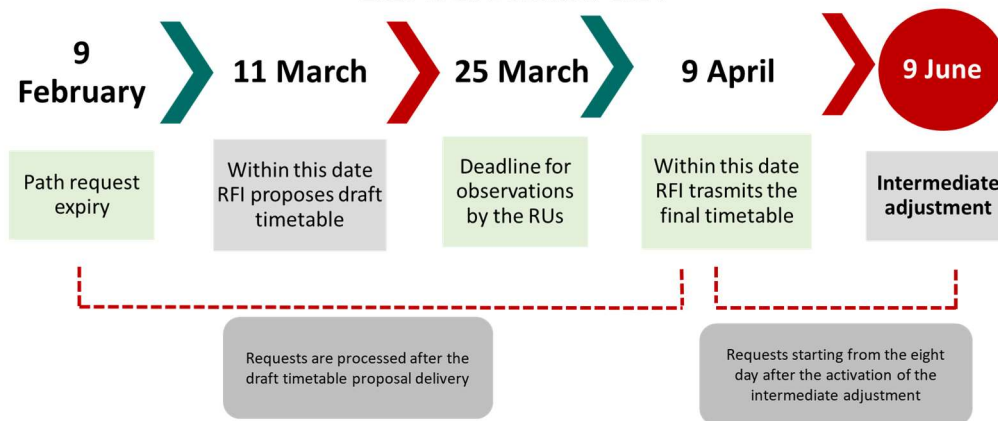 9
February
11 March
25 March
9 April
9 June
Path request
expiry
Within this date
RFI proposes draft
timetable
Deadline for
observations
by the RUs
Within this date
RFI trasmits the
final timetable
Intermediate
adjustment
Requests are processed after the
draft timetable proposal delivery
Requests starting from the eight
day after the activation of the
intermediate adjustment